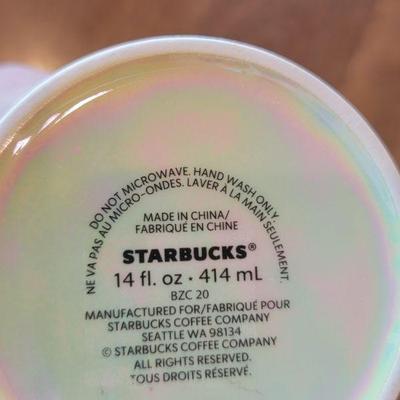 DO NOT MICROWAVE. HAND WASH ONLY.
NE VA PAS AU MICRO-ONDES. LAVER À LA MAIN SEULEMENT.
MADE IN CHINA/
FABRIQUÉ EN CHINE
STARBUCKS®
14 fl. oz · 414 mL
BZC 20
MANUFACTURED FOR/FABRIQUÉ POUR
STARBUCKS COFFEE COMPANY
SEATTLE WA 98134
© STARBUCKS COFFEE COMPANY
ALL RIGHTS RESERVED.
TOUS DROITS RÉSERVÉ.